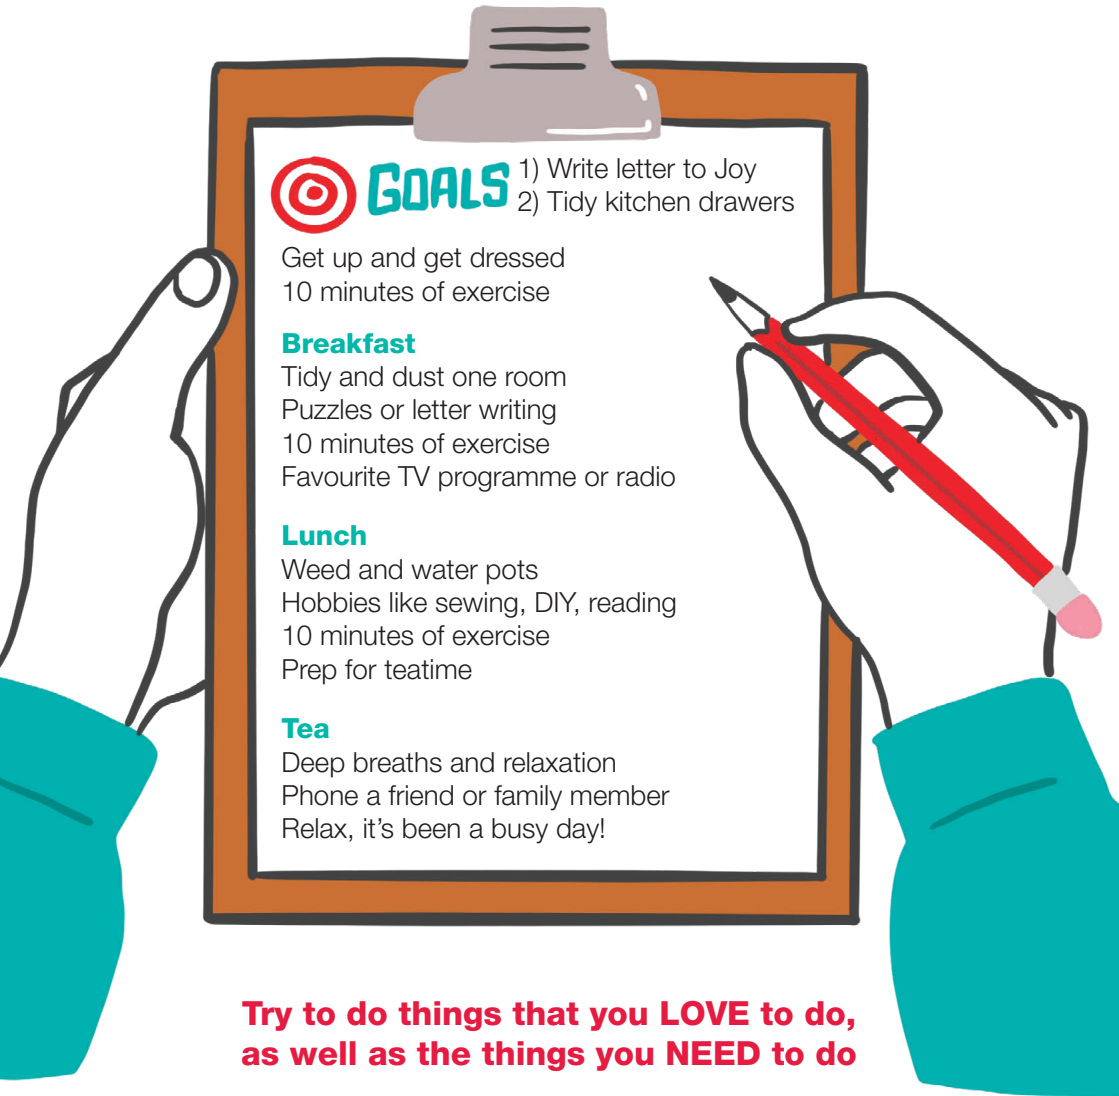 GOALS
1) Write letter to Joy
2) Tidy kitchen drawers
Get up and get dressed
10 minutes of exercise
Breakfast
Tidy and dust one room
Puzzles or letter writing
10 minutes of exercise
Favourite TV programme or radio
Lunch
Weed and water pots
Hobbies like sewing, DIY, reading
10 minutes of exercise
Prep for teatime
Tea
Deep breaths and relaxation
Phone a friend or family member
Relax, it's been a busy day!
Try to do things that you LOVE to do,
as well as the things you NEED to do